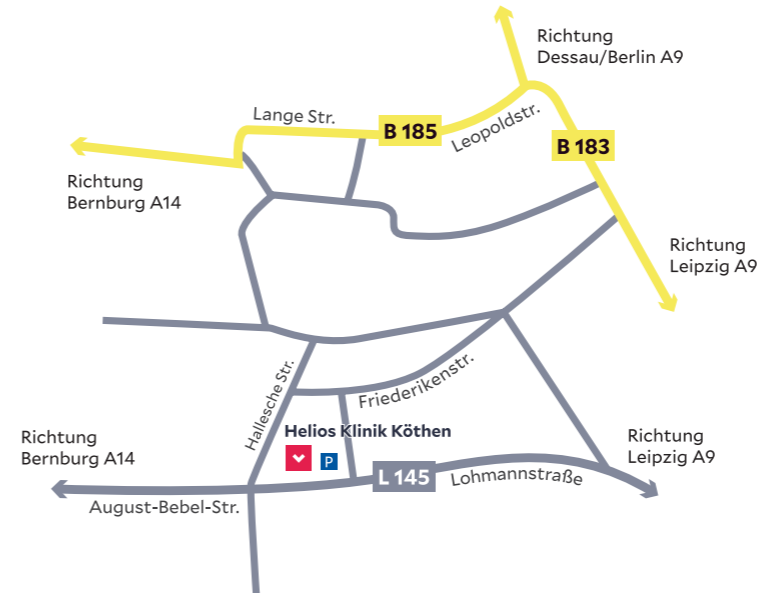 Richtung
Dessau/Berlin A9
Lange Str.
B 185
Leopoldstr.
B 183
Richtung
Bernburg A14
Richtung
Leipzig A9
Hallesche Str.
Friederikenstr.
Helios Klinik Köthen
P
Richtung
Bernburg A14
Richtung
Leipzig A9
L 145
Lohmannstraße
August-Bebel-Str.